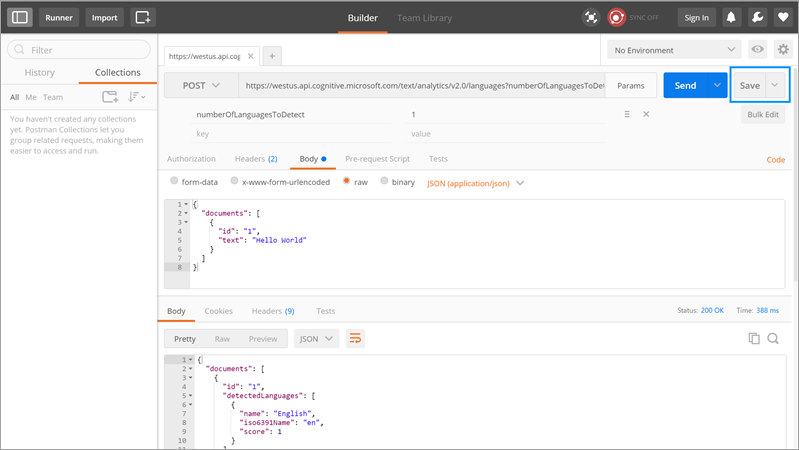 Runner Import Builder Team Library SYNC OFF Sign In
https://westus.api.cog No Environment
Filter
History Collections
All Me Team
You haven't created any collections
yet. Postman Collections let you
group related requests, making them
easier to access and run.
POST https://westus.api.cognitive.microsoft.com/text/analytics/v2.0/languages?numberOfLanguagesToDet Params Send Save
numberOfLanguagesToDetect 1 Bulk Edit
key value
Authorization Headers (2) Body Pre-request Script Tests Code
form-data x-www-form-urlencoded raw binary JSON (application/json)
1 {
2 "documents": [
3 {
4 "id": "1",
5 "text": "Hello World"
6 }
7 ]
8 }
Body Cookies Headers (9) Tests Status: 200 OK Time: 388 ms
Pretty Raw Preview JSON
1 {
2 "documents": [
3 {
4 "id": "1",
5 "detectedLanguages": [
6 {
7 "name": "English",
8 "iso6391Name": "en",
9 "score": 1
10 }